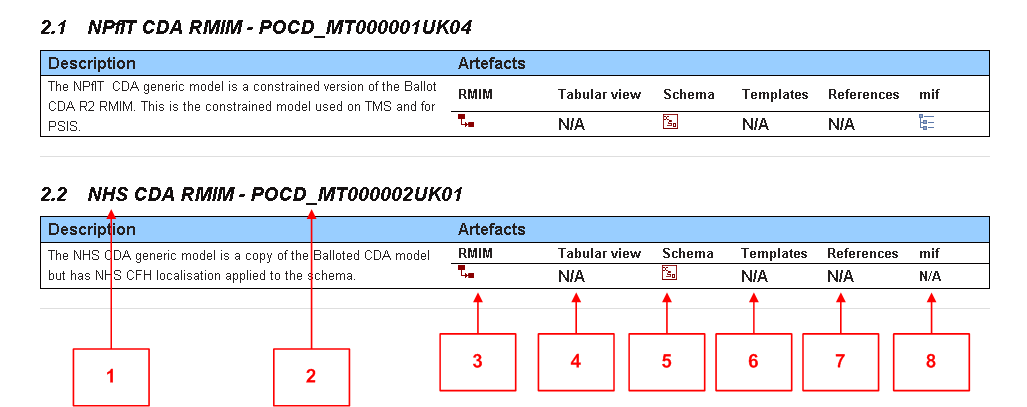 2.1 NPfIT CDA RMIM - POCD_MT000001UK04
Description Artefacts
The NPfIT CDA generic model is a constrained version of the Ballot
CDA R2 RMIM. This is the constrained model used on TMS and for
PSIS.
RMIM Tabular view Schema Templates References mif
N/A N/A N/A
2.2 NHS CDA RMIM - POCD_MT000002UK01
Description Artefacts
The NHS CDA generic model is a copy of the Balloted CDA model
but has NHS CFH localisation applied to the schema.
RMIM Tabular view Schema Templates References mif
N/A N/A N/A N/A
1 2 3 4 5 6 7 8